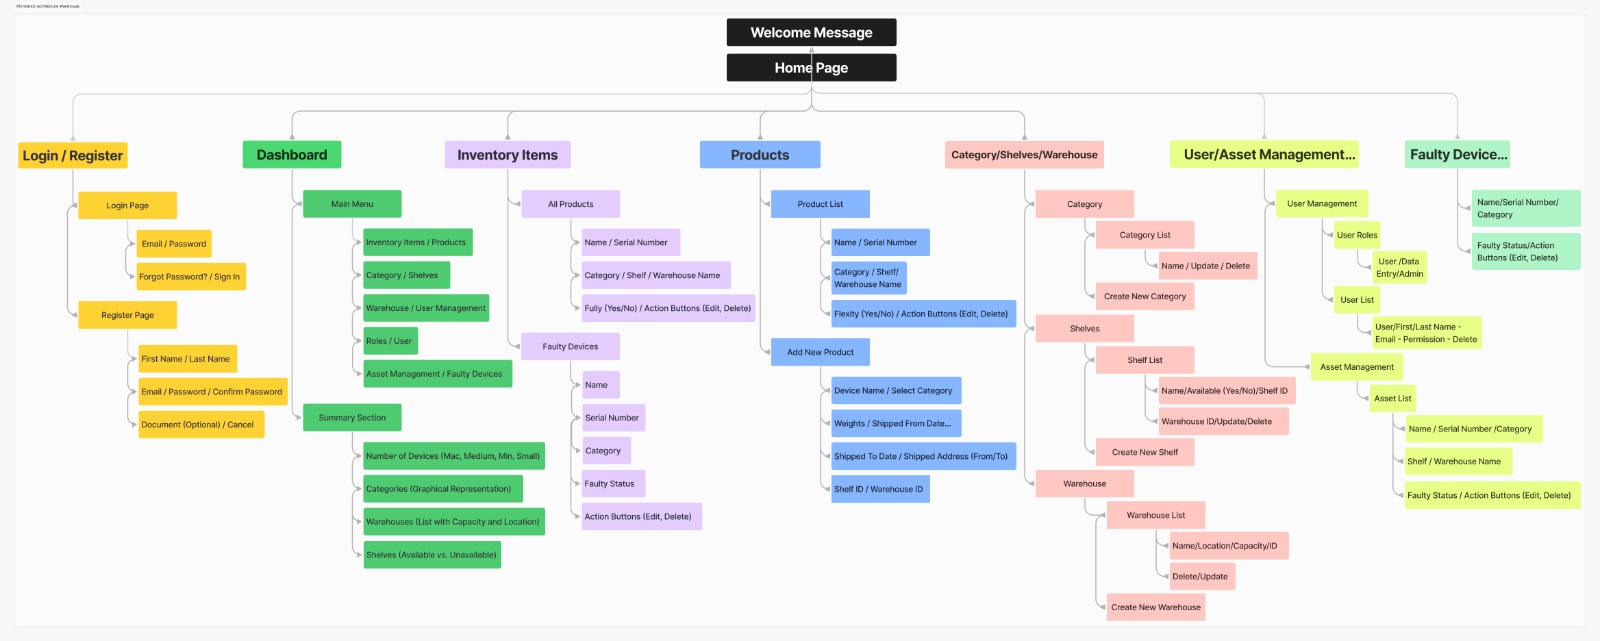 Information architecture Warehouse
Welcome Message
Home Page
Login / Register
Login Page
Email / Password
Forgot Password? / Sign In
Register Page
First Name / Last Name
Email / Password / Confirm Password
Document (Optional) / Cancel
Dashboard
Main Menu
Inventory Items / Products
Category / Shelves
Warehouse / User Management
Roles / User
Asset Management / Faulty Devices
Summary Section
Number of Devices (Mac, Medium, Min, Small)
Categories (Graphical Representation)
Warehouses (List with Capacity and Location)
Shelves (Available vs. Unavailable)
Inventory Items
All Products
Name / Serial Number
Category / Shelf / Warehouse Name
Fully (Yes/No) / Action Buttons (Edit, Delete)
Faulty Devices
Name
Serial Number
Category
Faulty Status
Action Buttons (Edit, Delete)
Products
Product List
Name / Serial Number
Category / Shelf/
Warehouse Name
Flexity (Yes/No) / Action Buttons (Edit, Delete)
Add New Product
Device Name / Select Category
Weights / Shipped From Date...
Shipped To Date / Shipped Address (From/To)
Shelf ID / Warehouse ID
Category/Shelves/Warehouse
Category
Category List
Name / Update / Delete
Create New Category
Shelves
Shelf List
Name/Available (Yes/No)/Shelf ID
Warehouse ID/Update/Delete
Create New Shelf
Warehouse
Warehouse List
Name/Location/Capacity/ID
Delete/Update
Create New Warehouse
User/Asset Management...
User Management
User Roles
User /Data
Entry/Admin
User List
User/First/Last Name -
Email - Permission - Delete
Asset Management
Asset List
Name / Serial Number /Category
Shelf / Warehouse Name
Faulty Status / Action Buttons (Edit, Delete)
Faulty Device...
Name/Serial Number/
Category
Faulty Status/Action
Buttons (Edit, Delete)